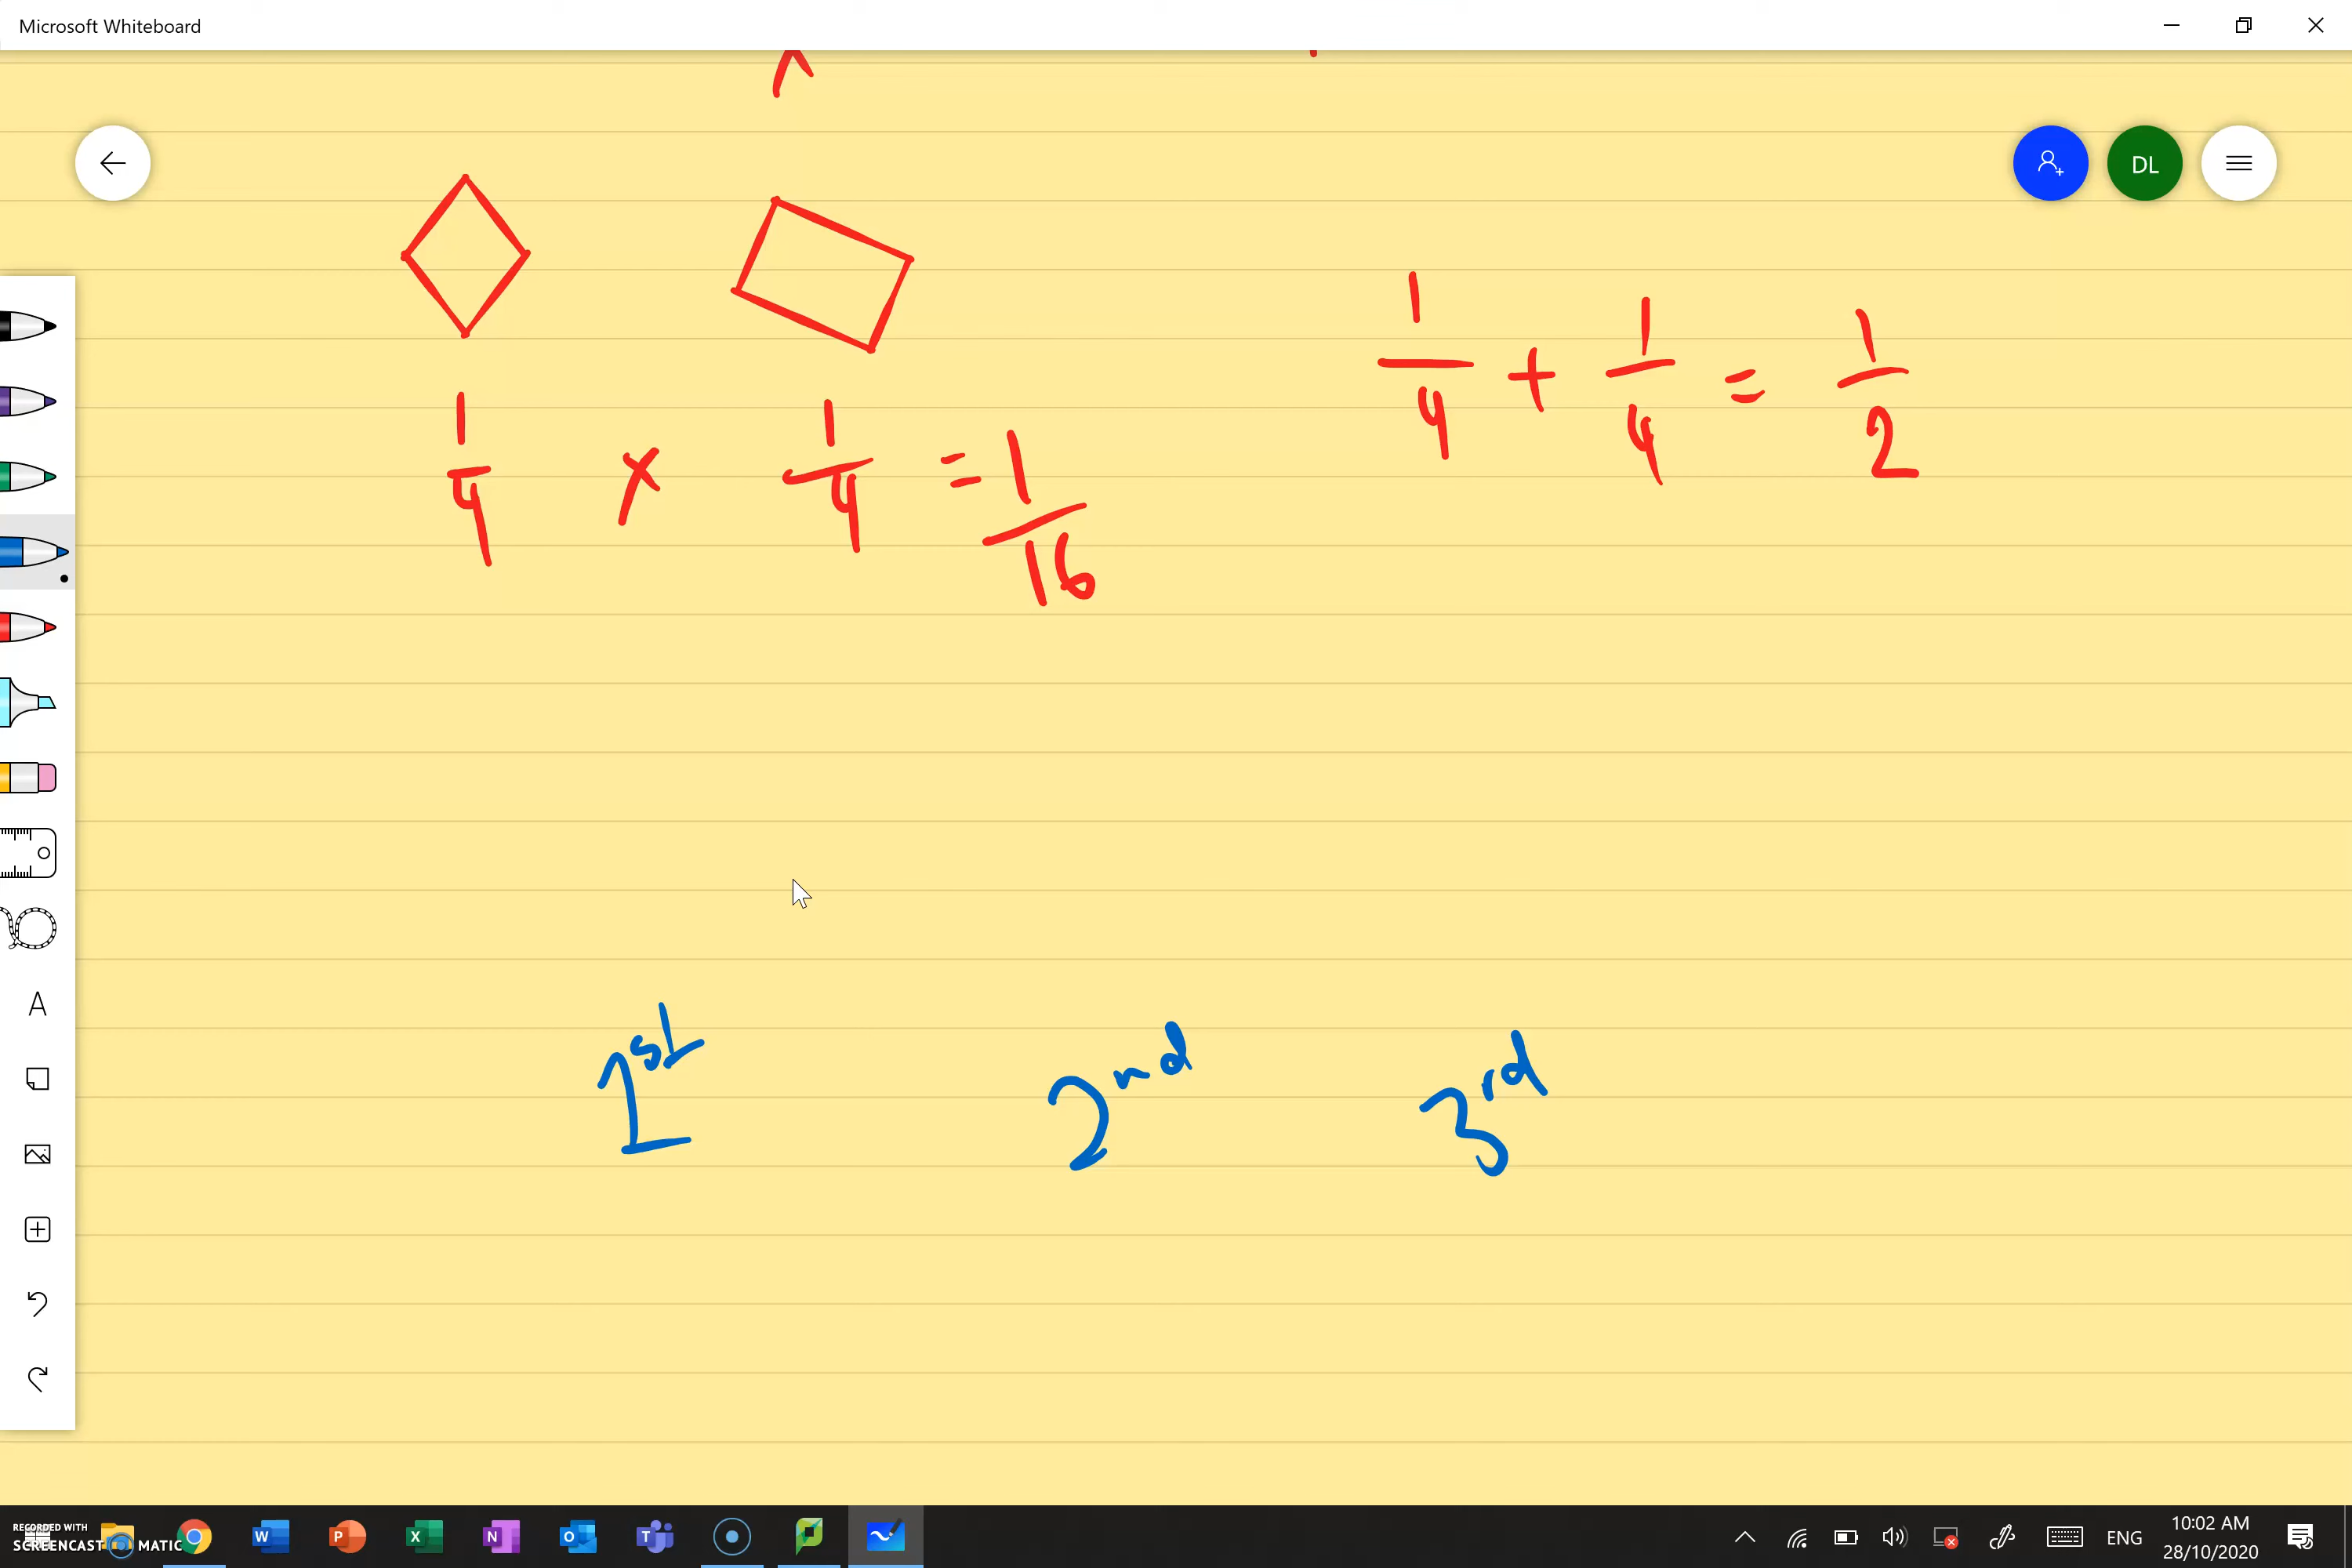 Microsoft Whiteboard
DL
1/4 × 1/4 = 1/16
1/4 + 1/4 = 1/2
A
1st 2nd 3rd
RECORDED WITH
SCREENCAST MATIC
W P X N O T
ENG
10:02 AM
28/10/2020